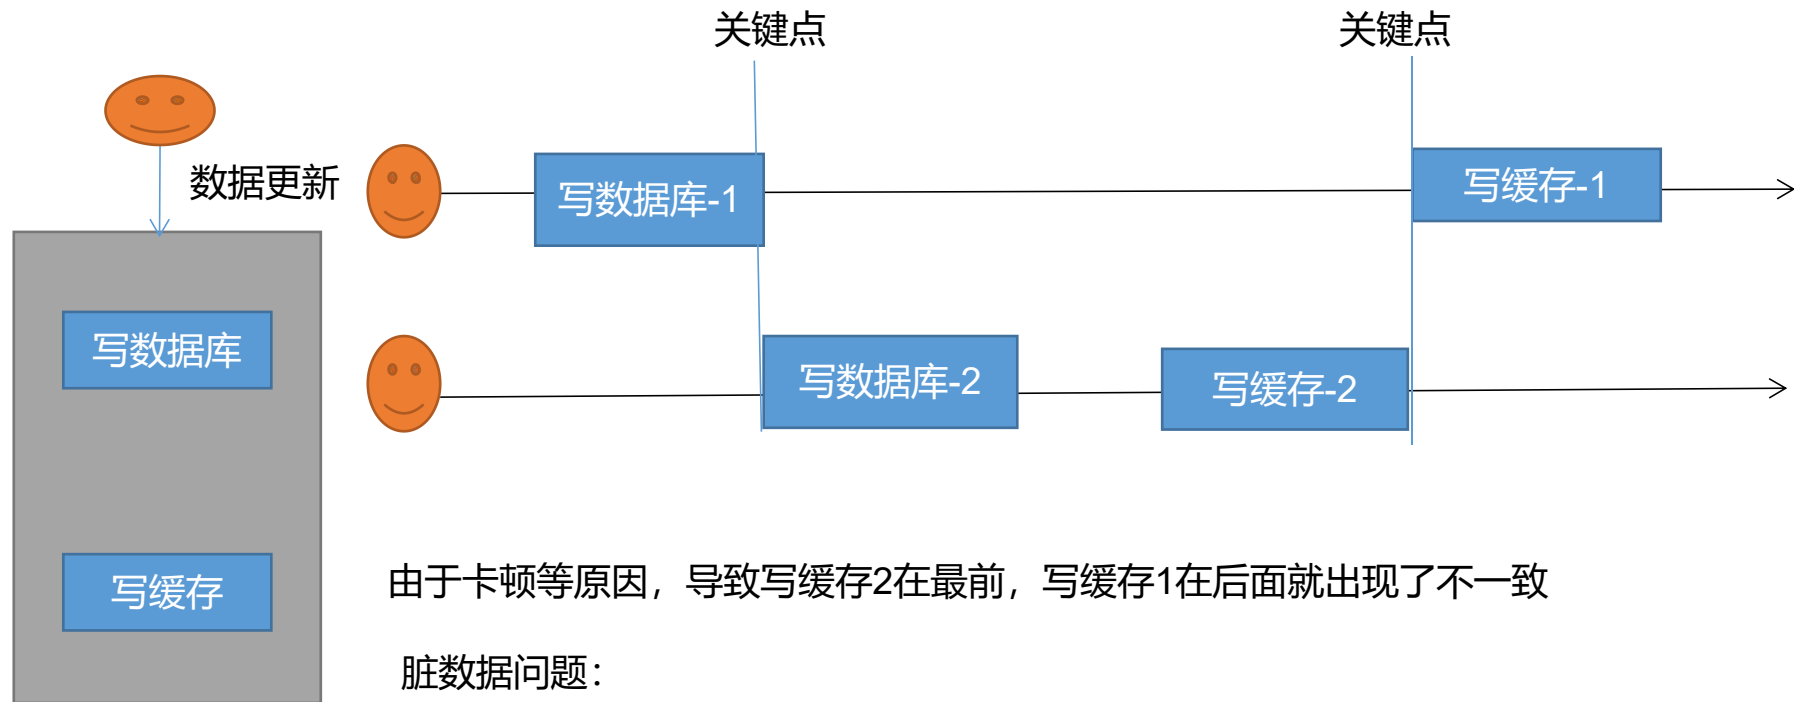 关键点
关键点
数据更新
写数据库-1
写缓存-1
写数据库
写数据库-2
写缓存-2
写缓存
由于卡顿等原因，导致写缓存2在最前，写缓存1在后面就出现了不一致
脏数据问题：